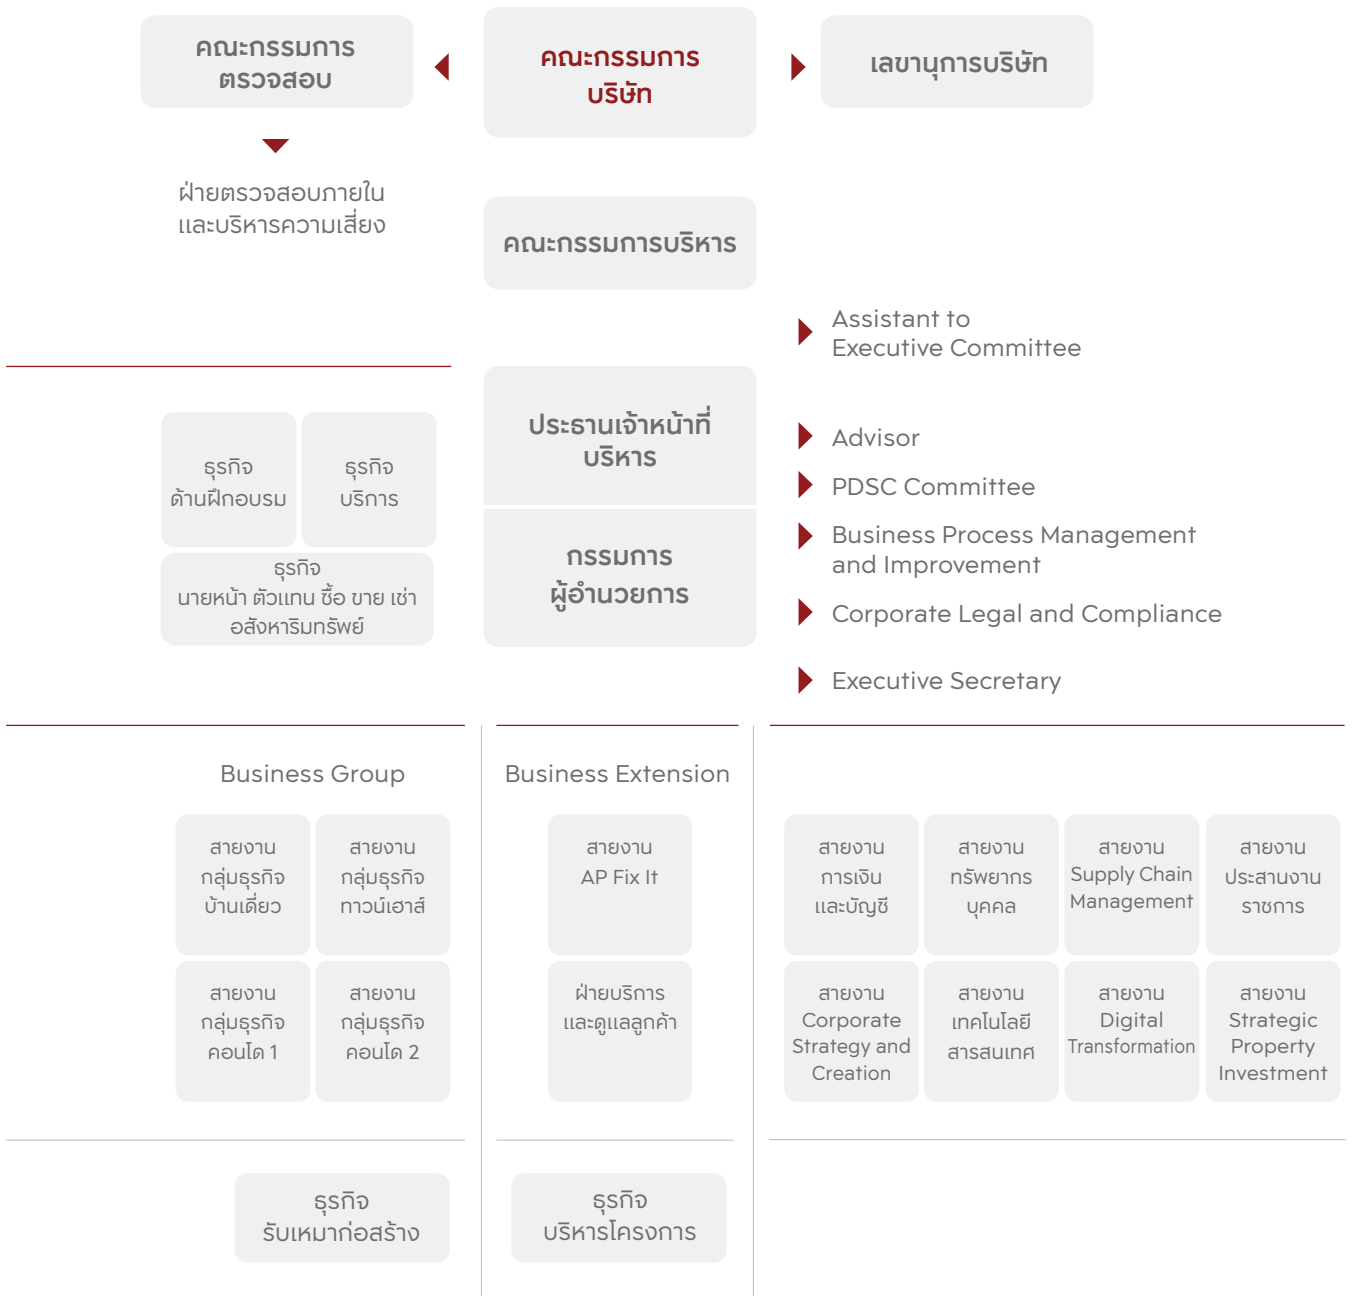 คณะกรรมการ
ตรวจสอบ
คณะกรรมการ
บริษัท
เลขานุการบริษัท
ฝ่ายตรวจสอบภายใน
และบริหารความเสี่ยง
คณะกรรมการบริหาร
Assistant to
Executive Committee
ประธานเจ้าหน้าที่
บริหาร
กรรมการ
ผู้อำนวยการ
ธุรกิจ
ด้านฝึกอบรม
ธุรกิจ
บริการ
ธุรกิจ
นายหน้า ตัวแทน ซื้อ ขาย เช่า
อสังหาริมทรัพย์
Advisor
PDSC Committee
Business Process Management
and Improvement
Corporate Legal and Compliance
Executive Secretary
Business Group
สายงาน
กลุ่มธุรกิจ
บ้านเดี่ยว
สายงาน
กลุ่มธุรกิจ
ทาวน์เฮาส์
สายงาน
กลุ่มธุรกิจ
คอนโด 1
สายงาน
กลุ่มธุรกิจ
คอนโด 2
Business Extension
สายงาน
AP Fix It
ฝ่ายบริการ
และดูแลลูกค้า
สายงาน
การเงิน
และบัญชี
สายงาน
ทรัพยากร
บุคคล
สายงาน
Supply Chain
Management
สายงาน
ประสานงาน
ราชการ
สายงาน
Corporate
Strategy and
Creation
สายงาน
เทคโนโลยี
สารสนเทศ
สายงาน
Digital
Transformation
สายงาน
Strategic
Property
Investment
ธุรกิจ
รับเหมาก่อสร้าง
ธุรกิจ
บริหารโครงการ